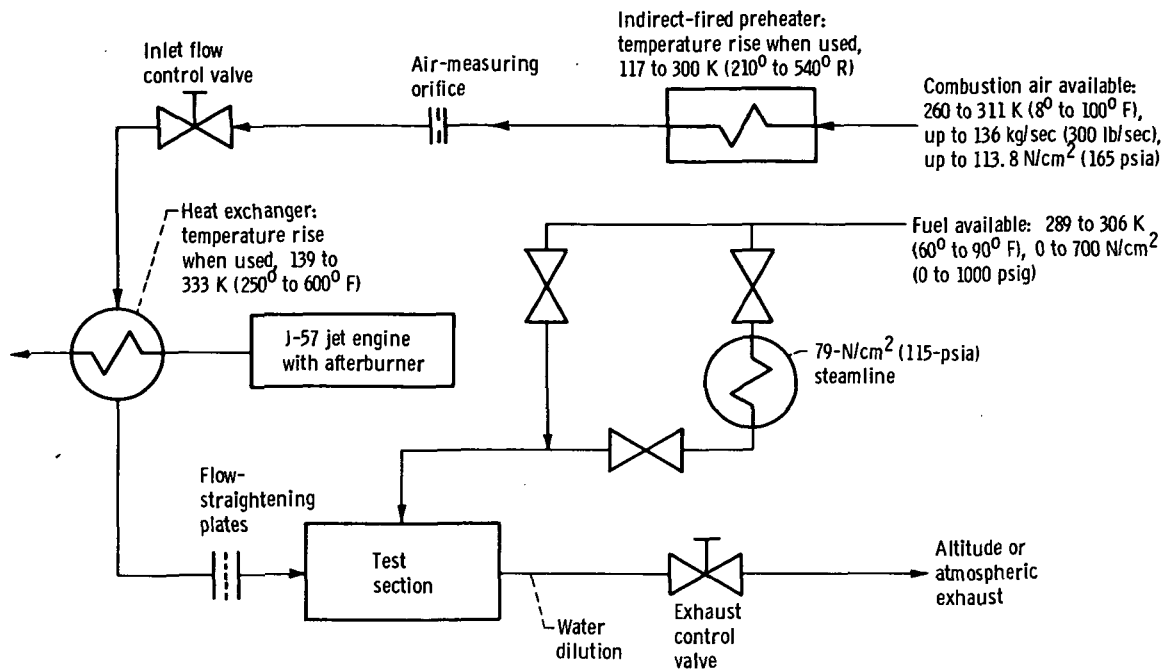 Indirect-fired preheater:
temperature rise when used,
117 to 300 K (210⁰ to 540⁰ R)
Inlet flow
control valve
Air-measuring
orifice
Combustion air available:
260 to 311 K (8⁰ to 100⁰ F),
up to 136 kg/sec (300 lb/sec),
up to 113.8 N/cm² (165 psia)
Heat exchanger:
temperature rise
when used, 139 to
333 K (250⁰ to 600⁰ F)
Fuel available: 289 to 306 K
(60⁰ to 90⁰ F), 0 to 700 N/cm²
(0 to 1000 psig)
J-57 jet engine
with afterburner
79-N/cm² (115-psia)
steamline
Flow-
straightening
plates
Test
section
Water
dilution
Exhaust
control
valve
Altitude or
atmospheric
exhaust